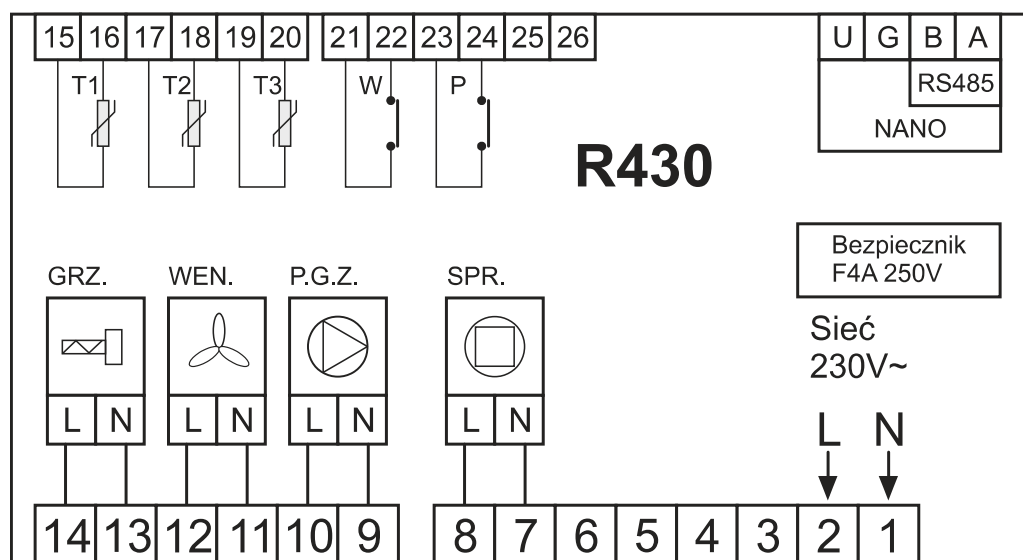 15 16 17 18 19 20 21 22 23 24 25 26 U G B A
T1 T2 T3 W P RS485
NANO
R430
Bezpiecznik
F4A 250V
GRZ. WEN. P.G.Z. SPR.
Sieć
230V~
L N L N L N L N L N
14 13 12 11 10 9 8 7 6 5 4 3 2 1